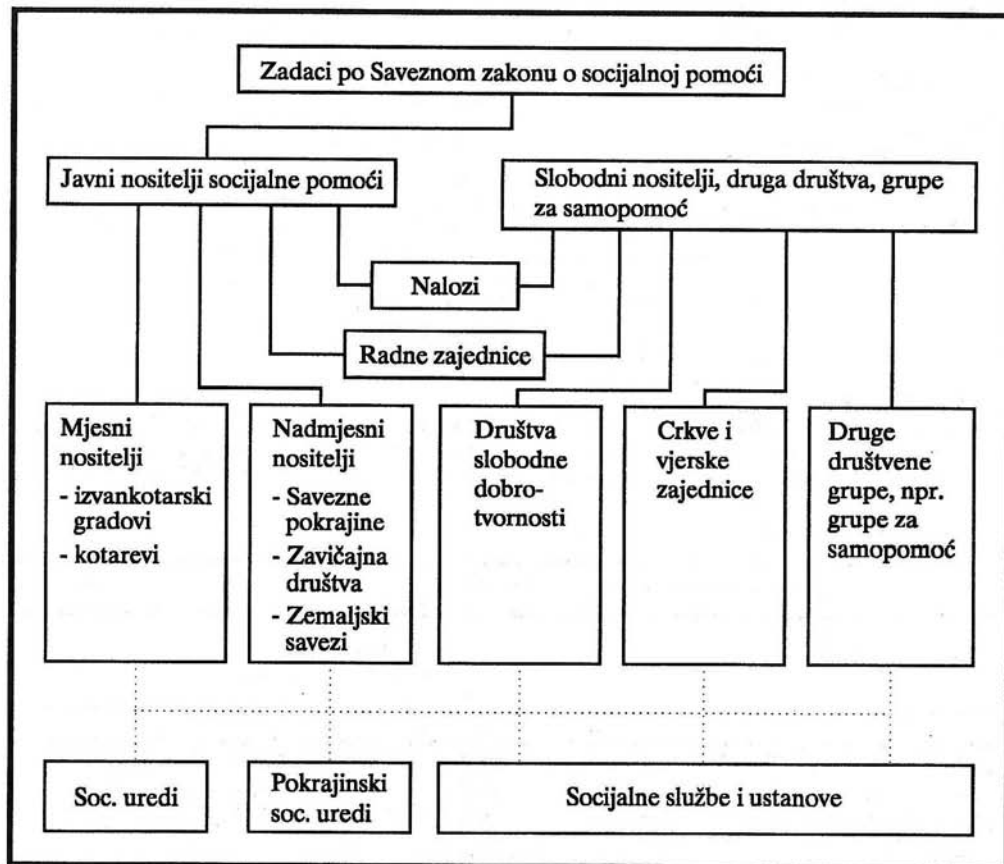 Zadaci po Saveznom zakonu o socijalnoj pomoći
Javni nositelji socijalne pomoći
Slobodni nositelji, druga društva, grupe
za samopomoć
Nalozi
Radne zajednice
Mjesni
nositelji
- izvankotarski
gradovi
- kotarevi
Nadmjesni
nositelji
- Savezne
pokrajine
- Zavičajna
društva
- Zemaljski
savezi
Društva
slobodne
dobro-
tvornosti
Crkve i
vjerske
zajednice
Druge
društvene
grupe, npr.
grupe za
samopomoć
Soc. uredi
Pokrajinski
soc. uredi
Socijalne službe i ustanove